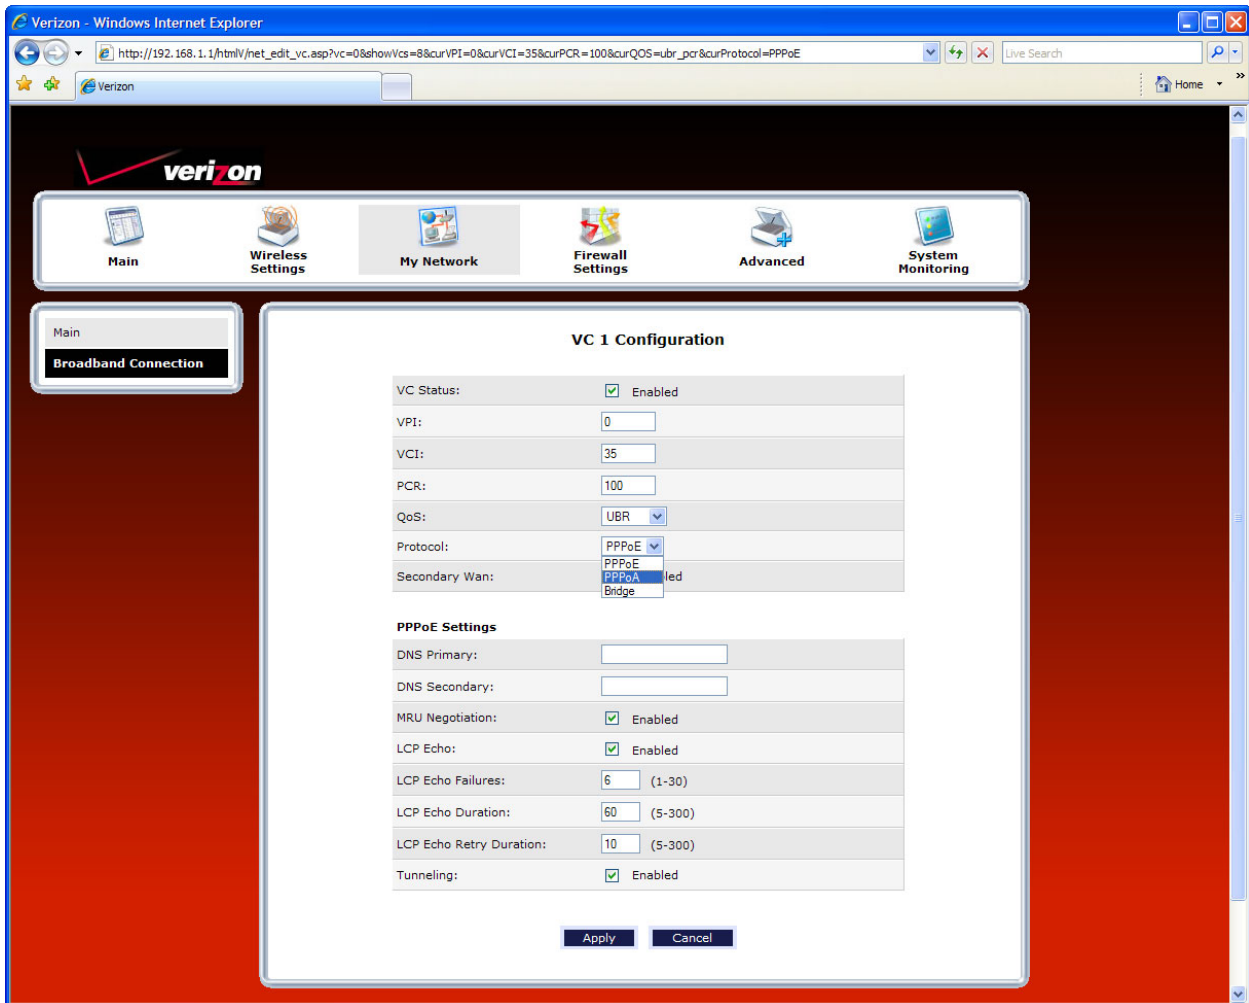 Verizon - Windows Internet Explorer
http://192.168.1.1/htmlV/net_edit_vc.asp?vc=0&showVcs=8&curVPI=0&curVCI=35&curPCR=100&curQOS=ubr_pcr&curProtocol=PPPoE
Live Search
Verizon
Home
verizon
Main
Wireless Settings
My Network
Firewall Settings
Advanced
System Monitoring
Main
Broadband Connection
VC 1 Configuration
VC Status: Enabled
VPI: 0
VCI: 35
PCR: 100
QoS: UBR
Protocol: PPPoE
PPPoE
PPPoA
Bridge
Secondary Wan: led
PPPoE Settings
DNS Primary:
DNS Secondary:
MRU Negotiation: Enabled
LCP Echo: Enabled
LCP Echo Failures: 6 (1-30)
LCP Echo Duration: 60 (5-300)
LCP Echo Retry Duration: 10 (5-300)
Tunneling: Enabled
Apply Cancel